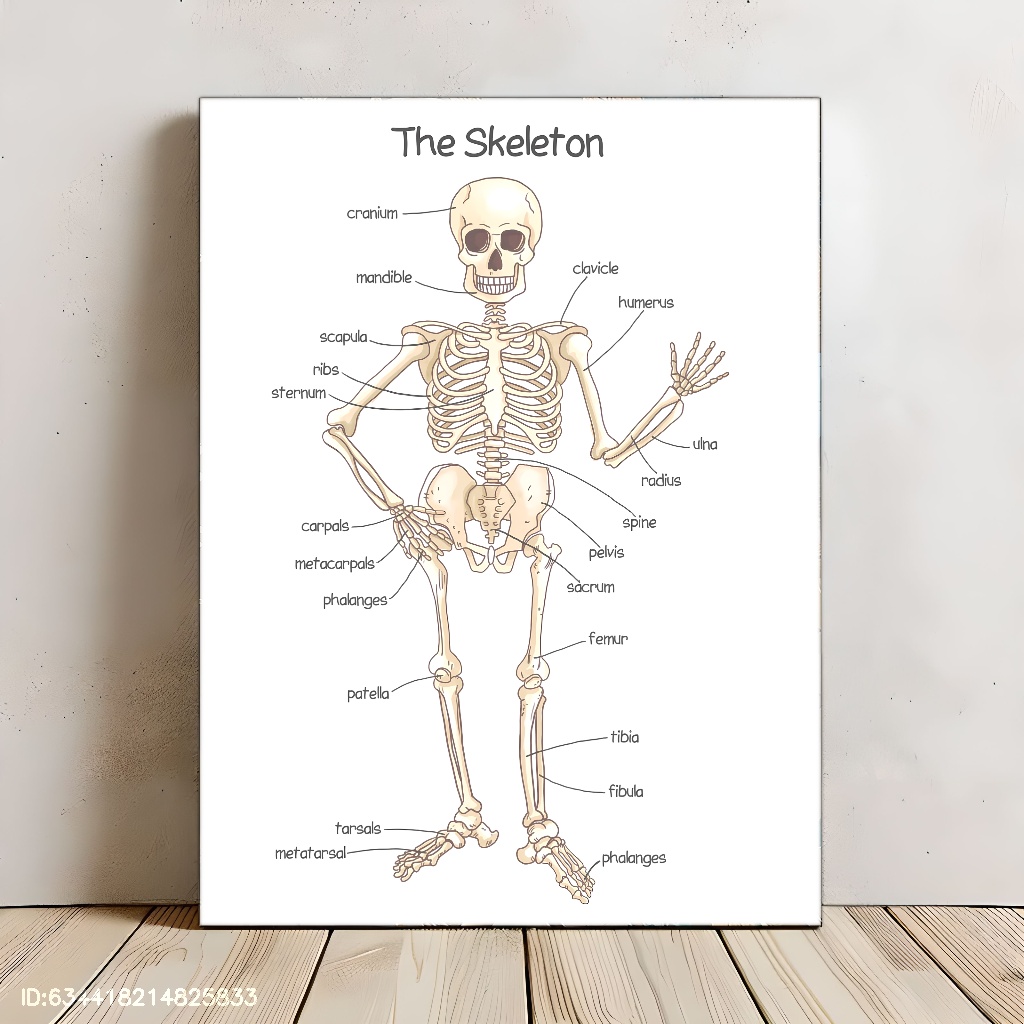 The Skeleton
cranium
mandible
clavicle
humerus
scapula
ribs
sternum
ulna
radius
carpals
spine
metacarpals
pelvis
phalanges
sacrum
femur
patella
tibia
fibula
tarsals
metatarsal
phalanges
ID:634418214825833